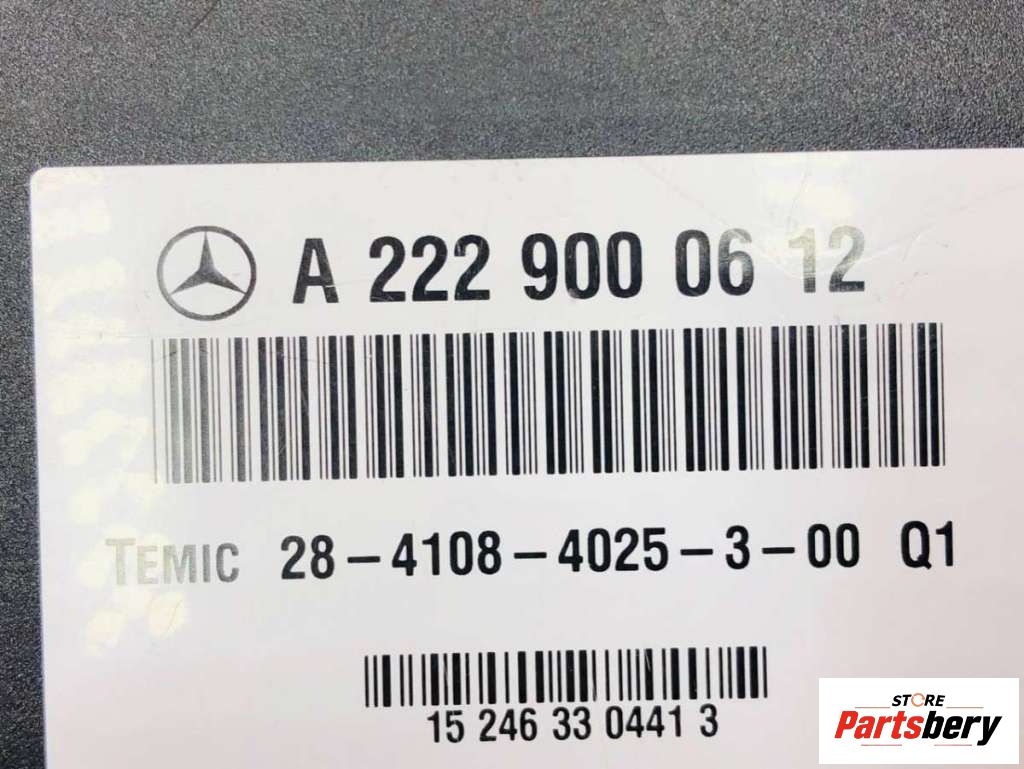 A 222 900 06 12
TEMIC 28-4108-4025-3-00 Q1
15 246 33 0441 3
STORE
Partsbery